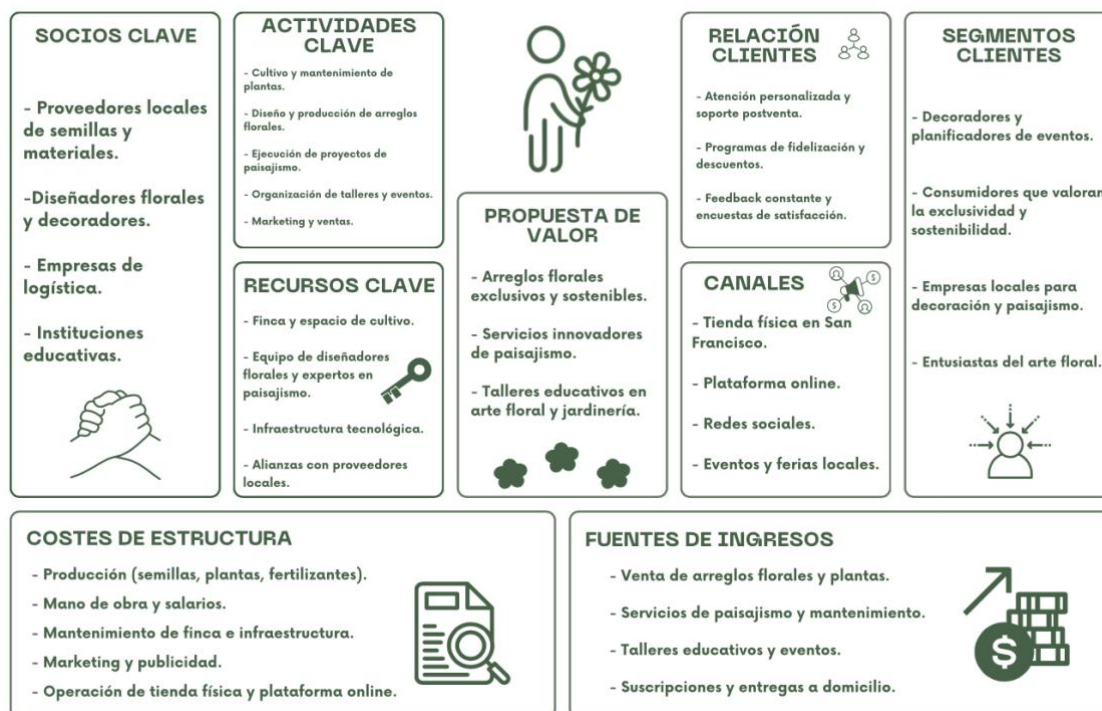 SOCIOS CLAVE
- Proveedores locales
de semillas y
materiales.
-Diseñadores florales
y decoradores.
- Empresas de
logística.
- Instituciones
educativas.
ACTIVIDADES
CLAVE
- Cultivo y mantenimiento de
plantas.
- Diseño y producción de arreglos
florales.
- Ejecución de proyectos de
paisajismo.
- Organización de talleres y eventos.
- Marketing y ventas.
RECURSOS CLAVE
- Finca y espacio de cultivo.
- Equipo de diseñadores
florales y expertos en
paisajismo.
- Infraestructura tecnológica.
- Alianzas con proveedores
locales.
PROPUESTA DE
VALOR
- Arreglos florales
exclusivos y sostenibles.
- Servicios innovadores
de paisajismo.
- Talleres educativos en
arte floral y jardinería.
RELACIÓN
CLIENTES
- Atención personalizada y
soporte postventa.
- Programas de fidelización y
descuentos.
- Feedback constante y
encuestas de satisfacción.
CANALES
$
$
- Tienda física en San
Francisco.
- Plataforma online.
- Redes sociales.
- Eventos y ferias locales.
SEGMENTOS
CLIENTES
- Decoradores y
planificadores de eventos.
- Consumidores que valoran
la exclusividad y
sostenibilidad.
- Empresas locales para
decoración y paisajismo.
- Entusiastas del arte floral.
COSTES DE ESTRUCTURA
- Producción (semillas, plantas, fertilizantes).
- Mano de obra y salarios.
- Mantenimiento de finca e infraestructura.
- Marketing y publicidad.
- Operación de tienda física y plataforma online.
FUENTES DE INGRESOS
- Venta de arreglos florales y plantas.
- Servicios de paisajismo y mantenimiento.
- Talleres educativos y eventos.
- Suscripciones y entregas a domicilio.
$